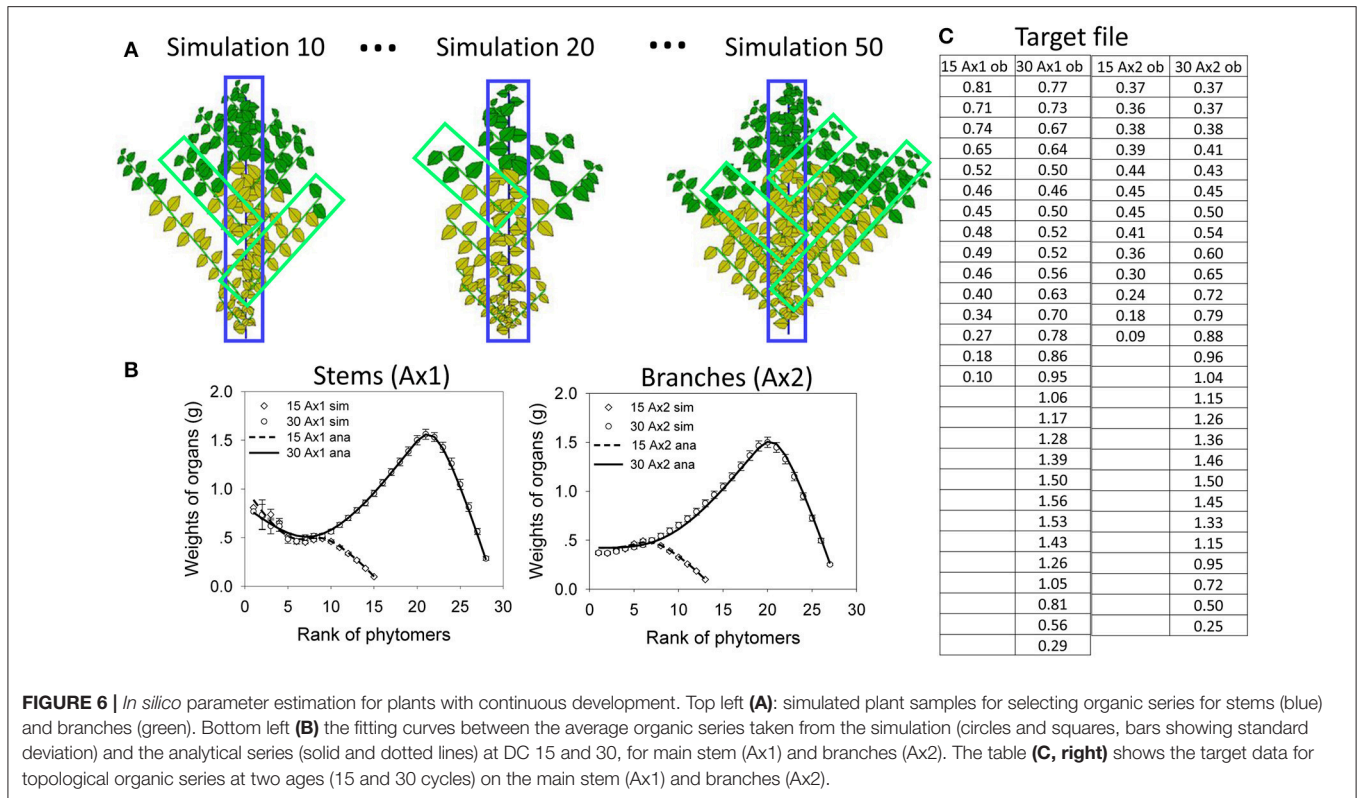 A Simulation 10 ••• Simulation 20 ••• Simulation 50
B
Stems (Ax1)
Weights of organs (g)
2.0
1.5
1.0
.5
0.0
15 Ax1 sim
30 Ax1 sim
15 Ax1 ana
30 Ax1 ana
0 5 10 15 20 25 30
Rank of phytomers
Branches (Ax2)
Weights of organs (g)
2.0
1.5
1.0
.5
0.0
15 Ax2 sim
30 Ax2 sim
15 Ax2 ana
30 Ax2 ana
0 5 10 15 20 25 30
Rank of phytomers
C Target file
15 Ax1 ob 30 Ax1 ob 15 Ax2 ob 30 Ax2 ob
0.81 0.77 0.37 0.37
0.71 0.73 0.36 0.37
0.74 0.67 0.38 0.38
0.65 0.64 0.39 0.41
0.52 0.50 0.44 0.43
0.46 0.46 0.45 0.45
0.45 0.50 0.45 0.50
0.48 0.52 0.41 0.54
0.49 0.52 0.36 0.60
0.46 0.56 0.30 0.65
0.40 0.63 0.24 0.72
0.34 0.70 0.18 0.79
0.27 0.78 0.09 0.88
0.18 0.86 0.96
0.10 0.95 1.04
1.06 1.15
1.17 1.26
1.28 1.36
1.39 1.46
1.50 1.50
1.56 1.45
1.53 1.33
1.43 1.15
1.26 0.95
1.05 0.72
0.81 0.50
0.56 0.25
0.29
FIGURE 6 | In silico parameter estimation for plants with continuous development. Top left (A): simulated plant samples for selecting organic series for stems (blue)
and branches (green). Bottom left (B) the fitting curves between the average organic series taken from the simulation (circles and squares, bars showing standard
deviation) and the analytical series (solid and dotted lines) at DC 15 and 30, for main stem (Ax1) and branches (Ax2). The table (C, right) shows the target data for
topological organic series at two ages (15 and 30 cycles) on the main stem (Ax1) and branches (Ax2).